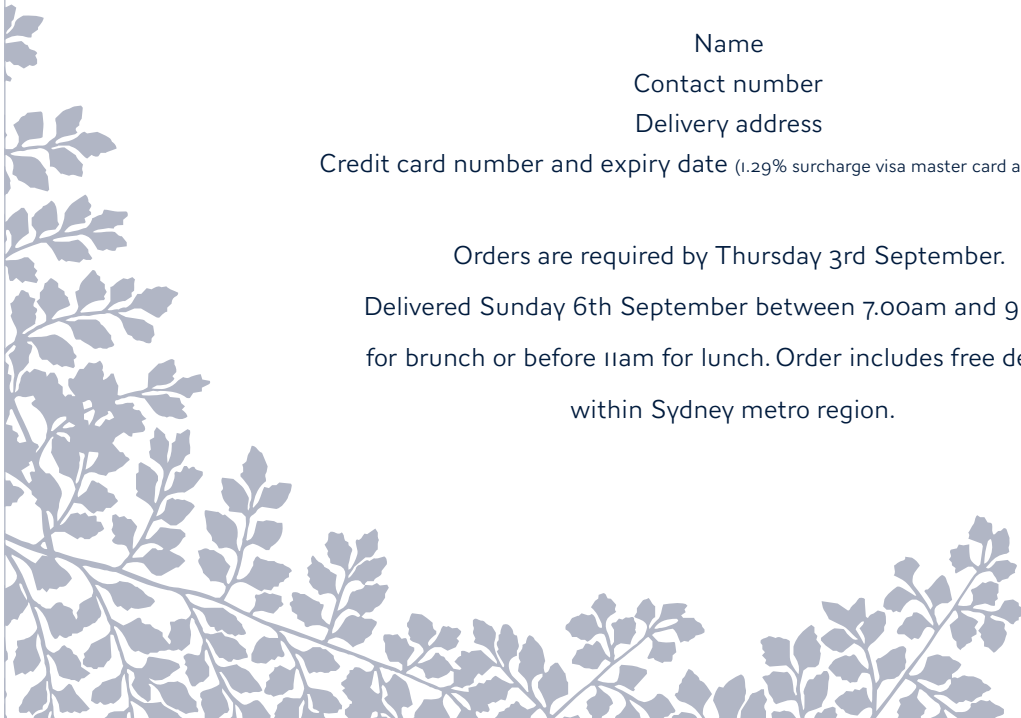 Name
Contact number
Delivery address
Credit card number and expiry date (1.29% surcharge visa master card
Orders are required by Thursday 3rd September.
Delivered Sunday 6th September between 7.00am and
for brunch or before 11am for lunch. Order includes free
within Sydney metro region.